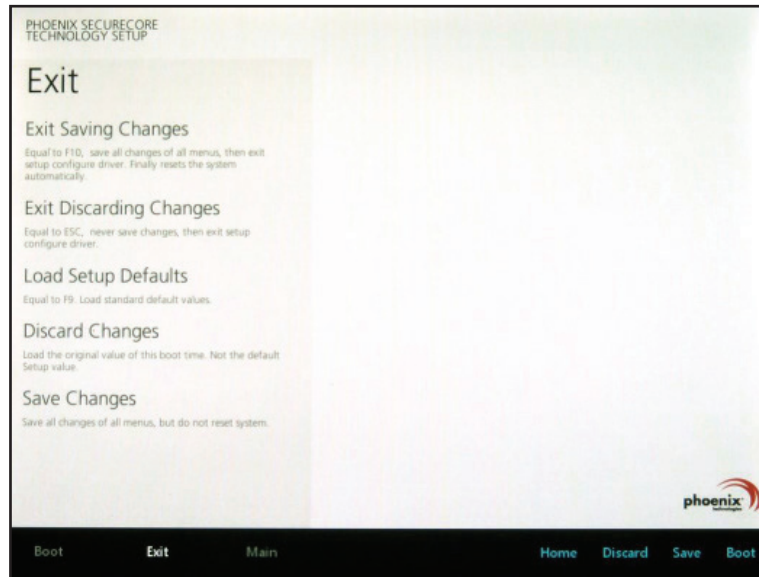 PHOENIX SECURECORE
TECHNOLOGY SETUP
Exit
Exit Saving Changes
Equal to F10, save all changes of all menus, then exit
setup configure driver. Finally resets the system
automatically.
Exit Discarding Changes
Equal to ESC, never save changes, then exit setup
configure driver.
Load Setup Defaults
Equal to F9. Load standard default values.
Discard Changes
Load the original value of this boot time. Not the default
Setup value.
Save Changes
Save all changes of all menus, but do not reset system.
phoenix
technologies
Boot Exit Main Home Discard Save Boot